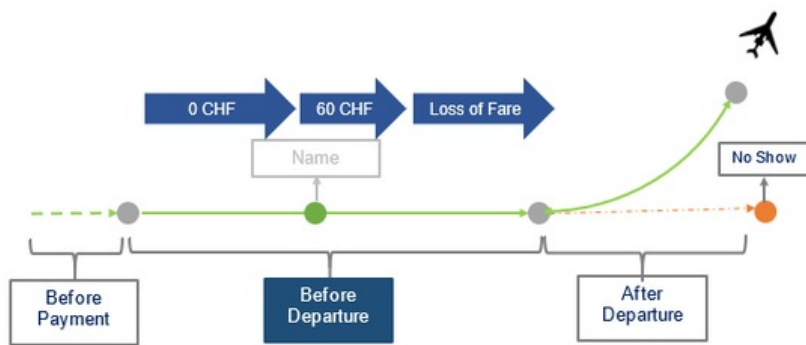 0 CHF
60 CHF
Loss of Fare
Name
No Show
Before
Payment
Before
Departure
After
Departure